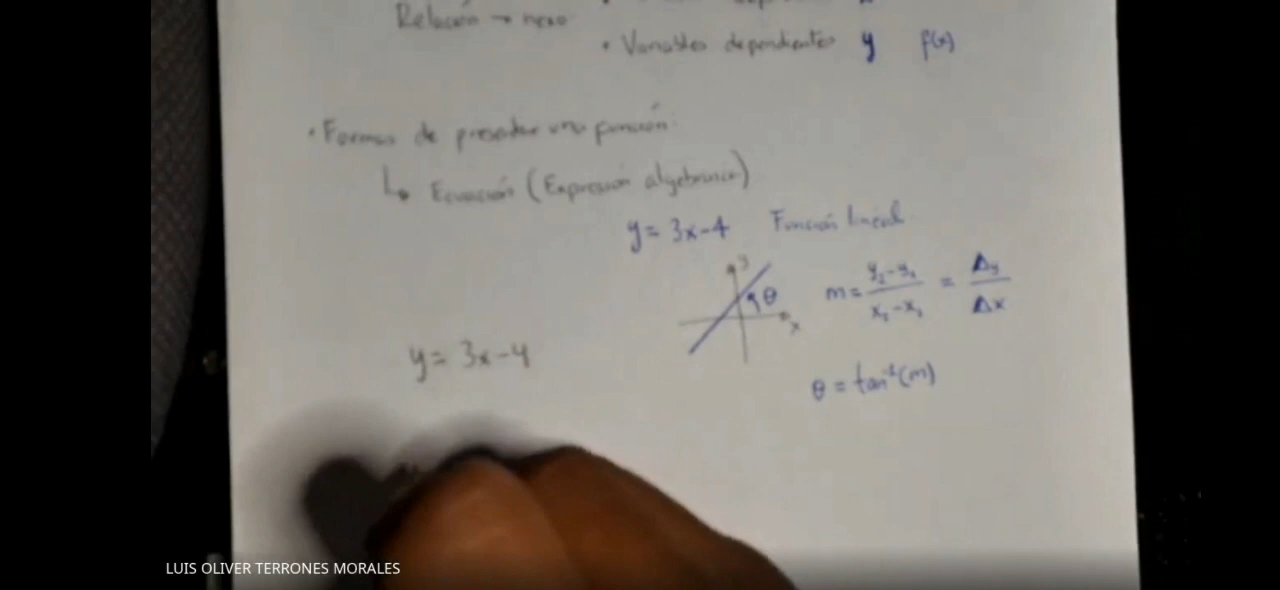 Relación → nexo
• Variables dependientes y f(x)
• Formas de presentar una función.
↳ Ecuación (Expresión algebraica)
y = 3x-4 Función lineal
y
θ
x
m = y₂-y₁ / x₂-x₁ = Δy / Δx
y = 3x-4
θ = tan⁻¹(m)
LUIS OLIVER TERRONES MORALES